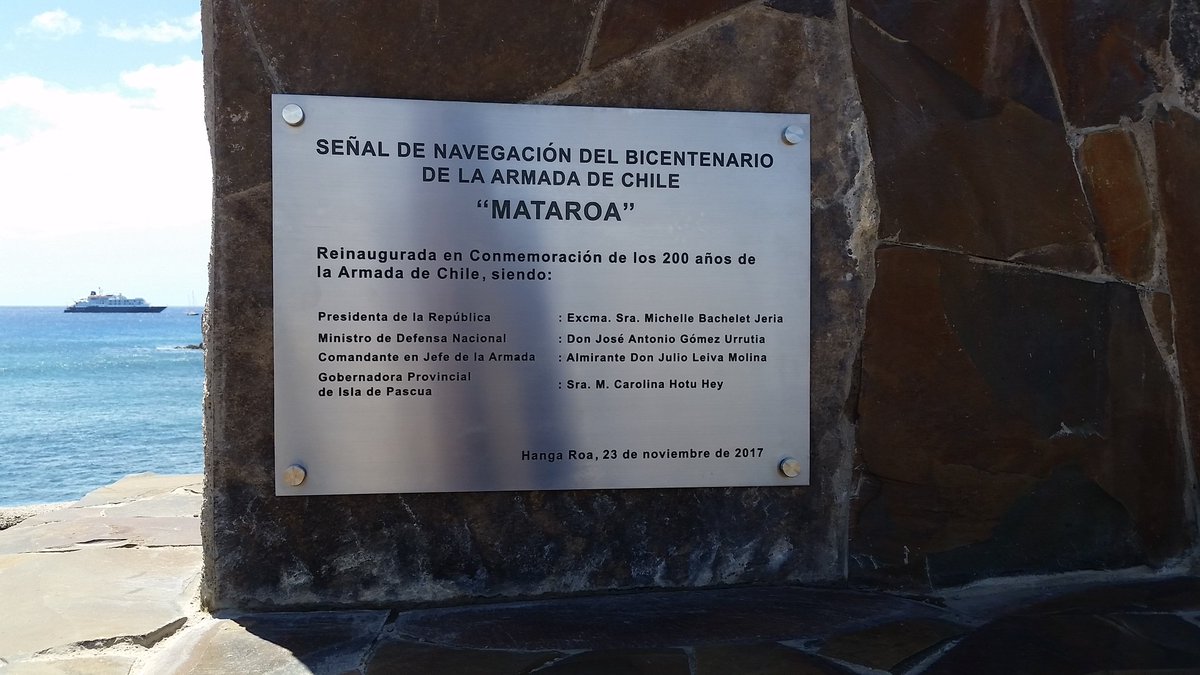 SEÑAL DE NAVEGACIÓN DEL BICENTENARIO
DE LA ARMADA DE CHILE
“MATAROA”
Reinaugurada en Conmemoración de los 200 años de
la Armada de Chile, siendo:
Presidenta de la República : Excma. Sra. Michelle Bachelet Jeria
Ministro de Defensa Nacional : Don José Antonio Gómez Urrutia
Comandante en Jefe de la Armada : Almirante Don Julio Leiva Molina
Gobernadora Provincial
de Isla de Pascua : Sra. M. Carolina Hotu Hey
Hanga Roa, 23 de noviembre de 2017